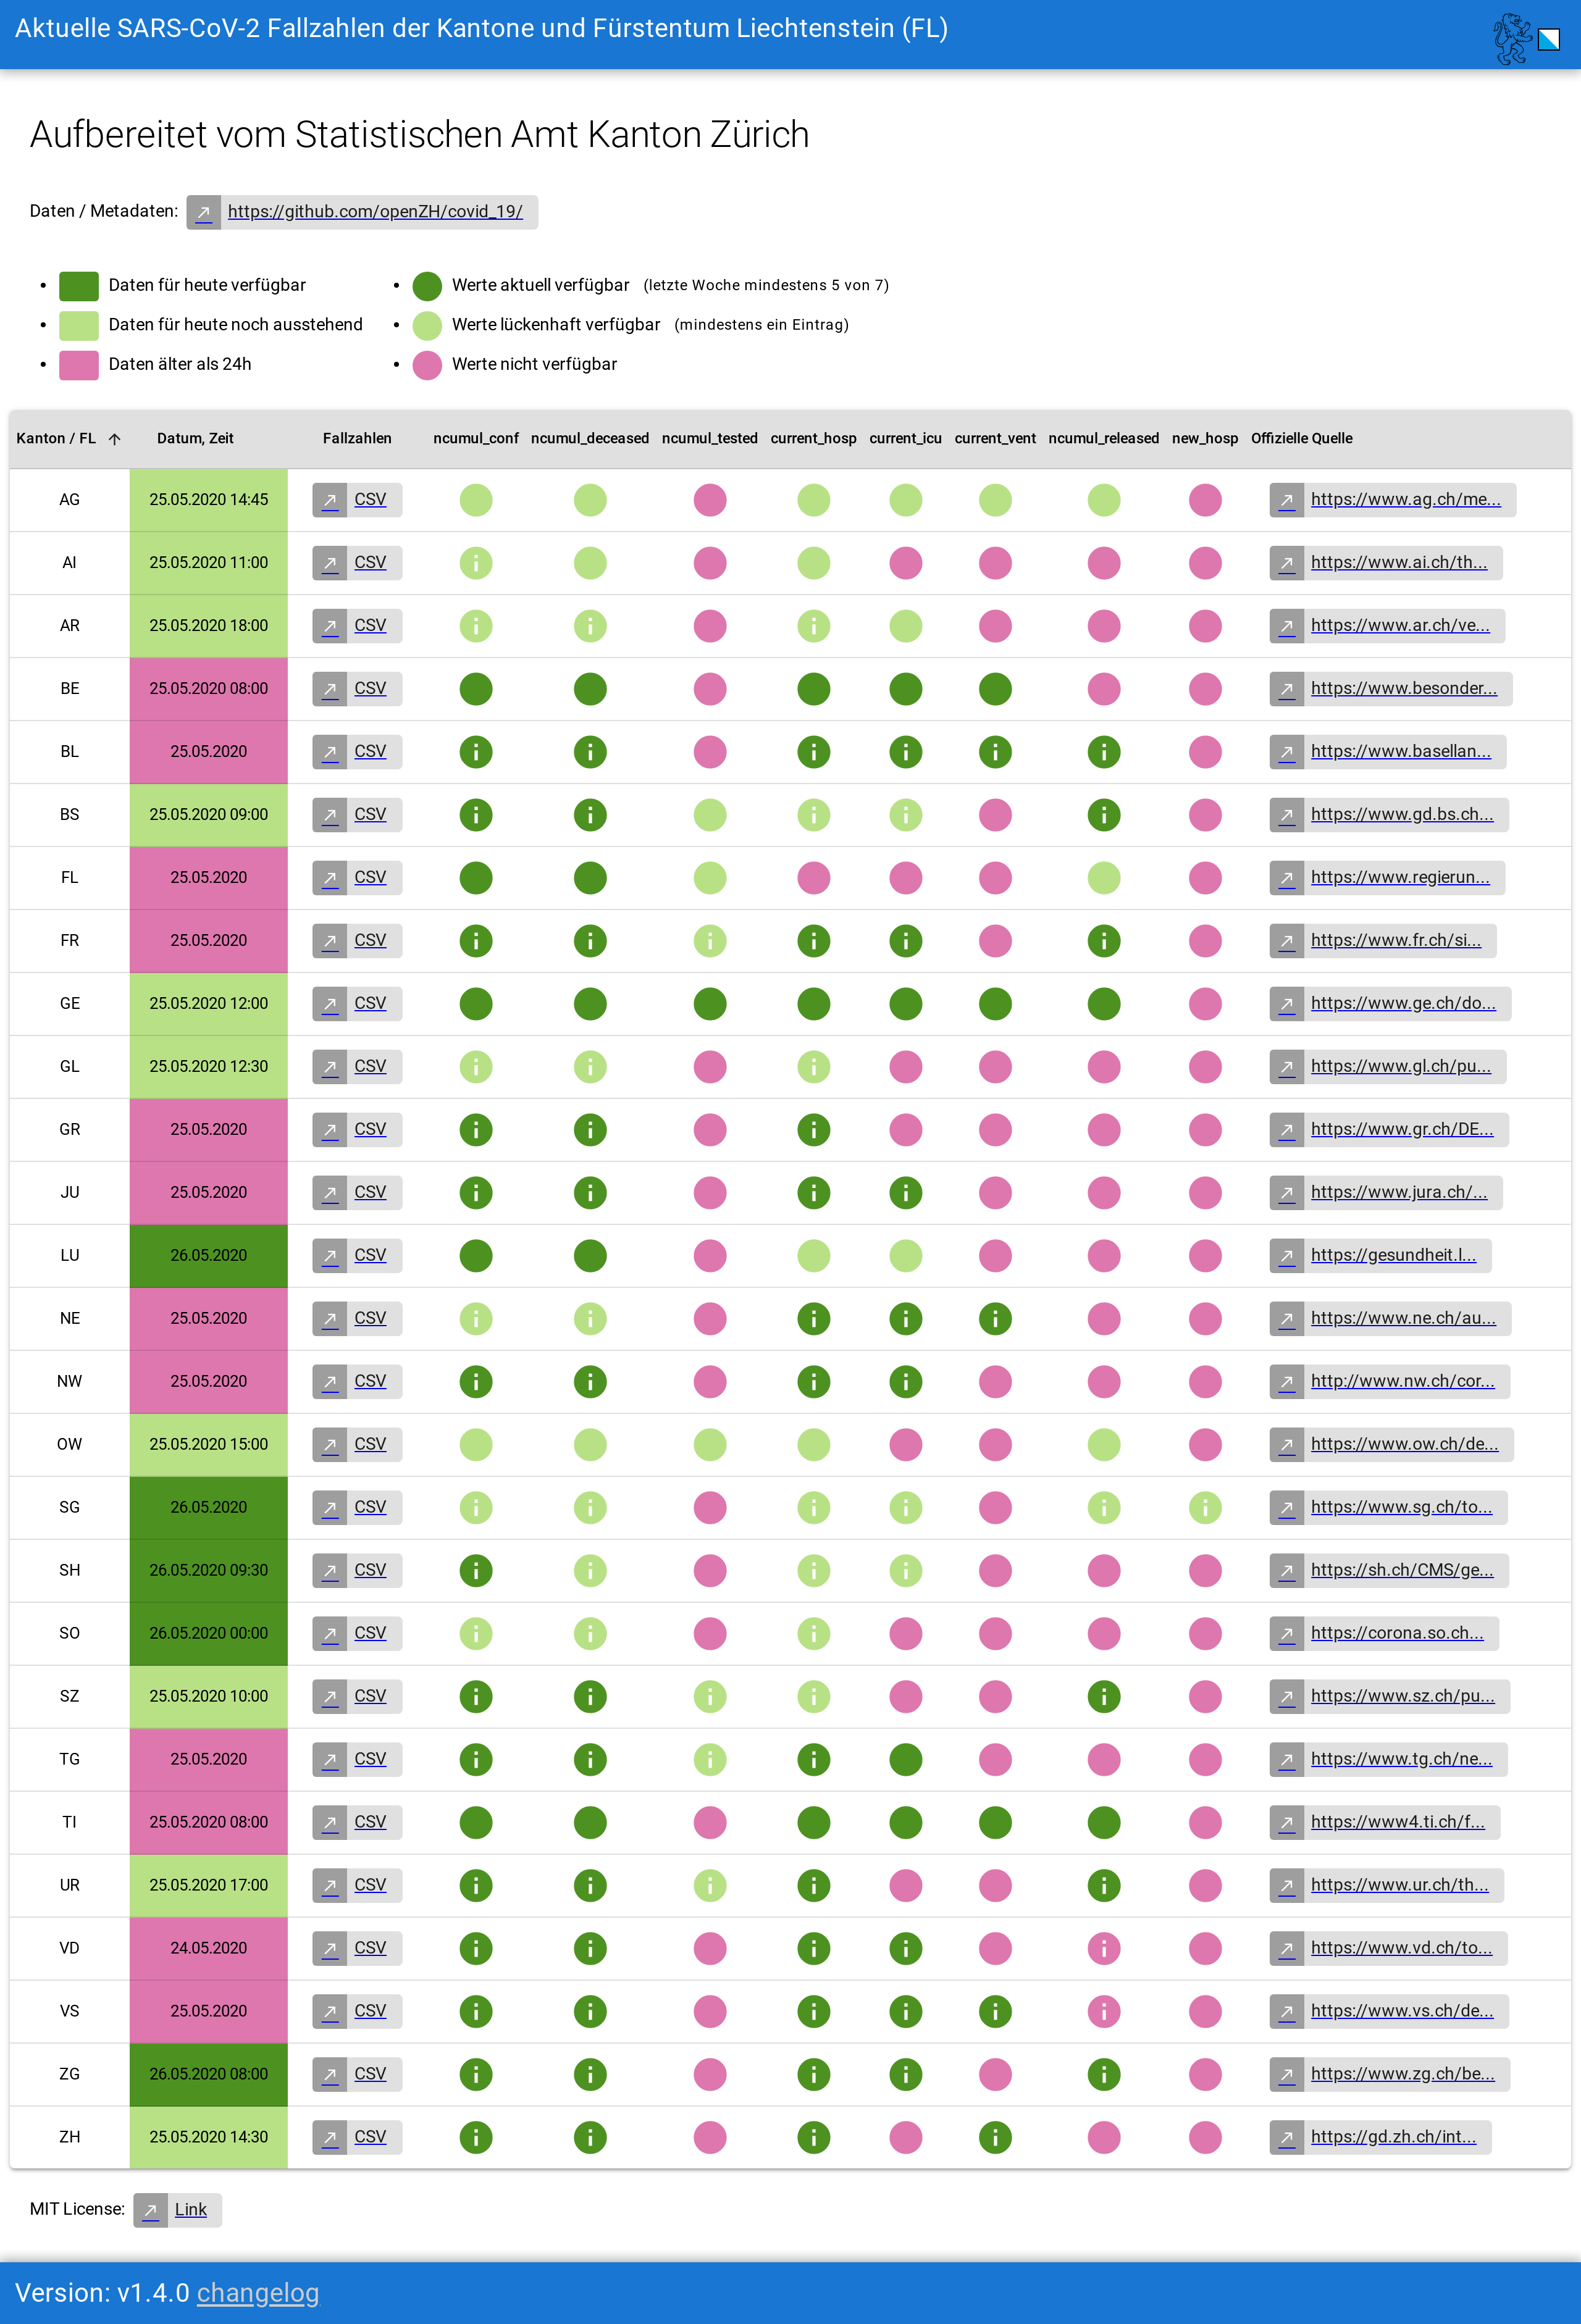 Aktuelle SARS-CoV-2 Fallzahlen der Kantone und Fürstentum Liechtenstein (FL)
Aufbereitet vom Statistischen Amt Kanton Zürich
Daten / Metadaten: https://github.com/openZH/covid_19/
Daten für heute verfügbar
Daten für heute noch ausstehend
Daten älter als 24h
Werte aktuell verfügbar (letzte Woche mindestens 5 von 7)
Werte lückenhaft verfügbar (mindestens ein Eintrag)
Werte nicht verfügbar
Kanton / FL Datum, Zeit Fallzahlen ncumul_conf ncumul_deceased ncumul_tested current_hosp current_icu current_vent ncumul_released new_hosp Offizielle Quelle
AG 25.05.2020 14:45 CSV https://www.ag.ch/me...
AI 25.05.2020 11:00 CSV https://www.ai.ch/th...
AR 25.05.2020 18:00 CSV https://www.ar.ch/ve...
BE 25.05.2020 08:00 CSV https://www.besonder...
BL 25.05.2020 CSV https://www.basellan...
BS 25.05.2020 09:00 CSV https://www.gd.bs.ch...
FL 25.05.2020 CSV https://www.regierun...
FR 25.05.2020 CSV https://www.fr.ch/si...
GE 25.05.2020 12:00 CSV https://www.ge.ch/do...
GL 25.05.2020 12:30 CSV https://www.gl.ch/pu...
GR 25.05.2020 CSV https://www.gr.ch/DE...
JU 25.05.2020 CSV https://www.jura.ch/...
LU 26.05.2020 CSV https://gesundheit.l...
NE 25.05.2020 CSV https://www.ne.ch/au...
NW 25.05.2020 CSV http://www.nw.ch/cor...
OW 25.05.2020 15:00 CSV https://www.ow.ch/de...
SG 26.05.2020 CSV https://www.sg.ch/to...
SH 26.05.2020 09:30 CSV https://sh.ch/CMS/ge...
SO 26.05.2020 00:00 CSV https://corona.so.ch...
SZ 25.05.2020 10:00 CSV https://www.sz.ch/pu...
TG 25.05.2020 CSV https://www.tg.ch/ne...
TI 25.05.2020 08:00 CSV https://www4.ti.ch/f...
UR 25.05.2020 17:00 CSV https://www.ur.ch/th...
VD 24.05.2020 CSV https://www.vd.ch/to...
VS 25.05.2020 CSV https://www.vs.ch/de...
ZG 26.05.2020 08:00 CSV https://www.zg.ch/be...
ZH 25.05.2020 14:30 CSV https://gd.zh.ch/int...
MIT License: Link
Version: v1.4.0 changelog